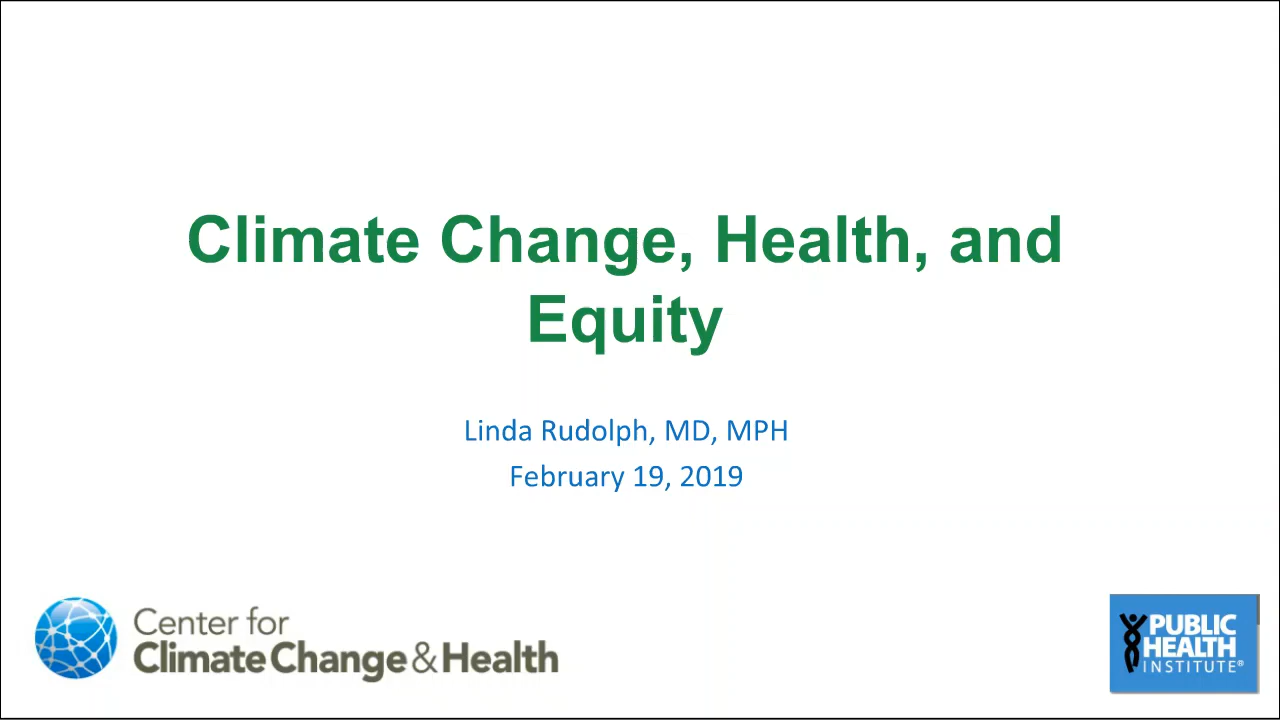 Climate Change, Health, and
Equity
Linda Rudolph, MD, MPH
February 19, 2019
Center for
Climate Change & Health
PUBLIC
HEALTH
INSTITUTE®